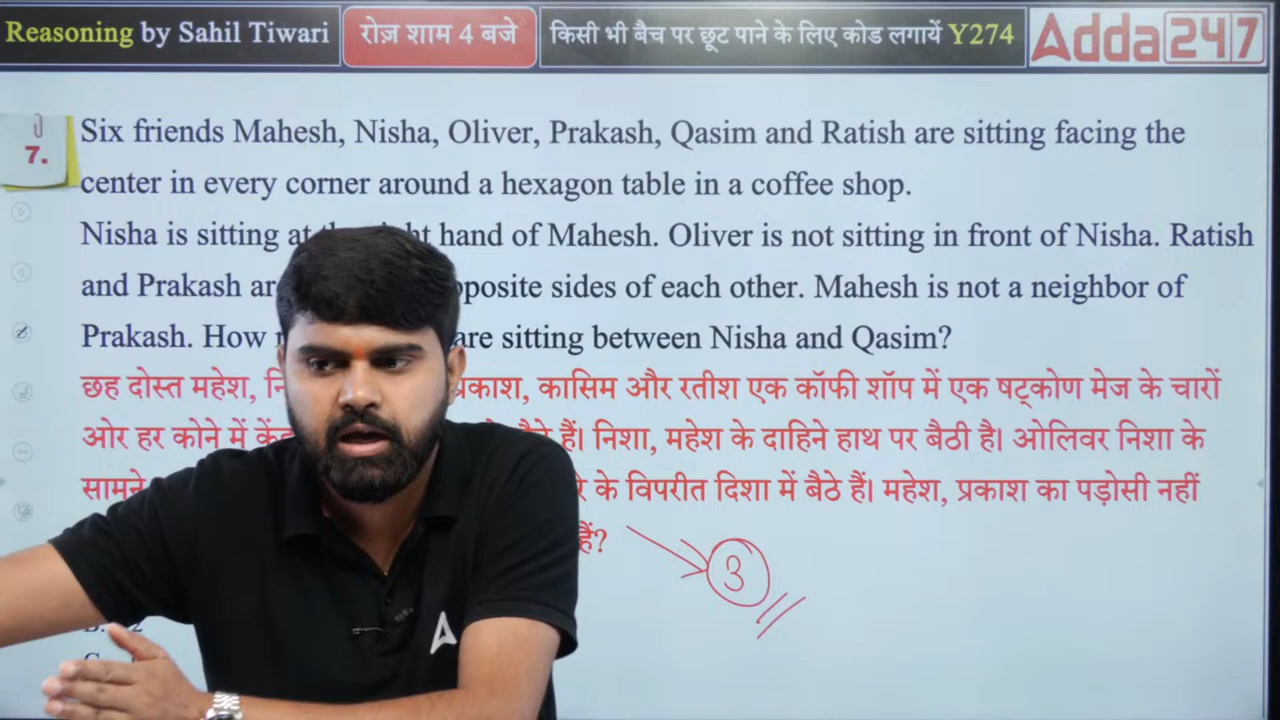 Reasoning by Sahil Tiwari
रोज़ शाम 4 बजे
किसी भी बैच पर छूट पाने के लिए कोड लगायें Y274
Adda247
7.
Six friends Mahesh, Nisha, Oliver, Prakash, Qasim and Ratish are sitting facing the
center in every corner around a hexagon table in a coffee shop.
Nisha is sitting at hand of Mahesh. Oliver is not sitting in front of Nisha. Ratish
and Prakash sides of each other. Mahesh is not a neighbor of
Prakash. How are sitting between Nisha and Qasim?
छह दोस्त महेश, कासिम और रतीश एक कॉफी शॉप में एक षट्कोण मेज के चारों
ओर हर कोने में हैं। निशा, महेश के दाहिने हाथ पर बैठी है। ओलिवर निशा के
सामने के विपरीत दिशा में बैठे हैं। महेश, प्रकाश का पड़ोसी नहीं
हैं?
3